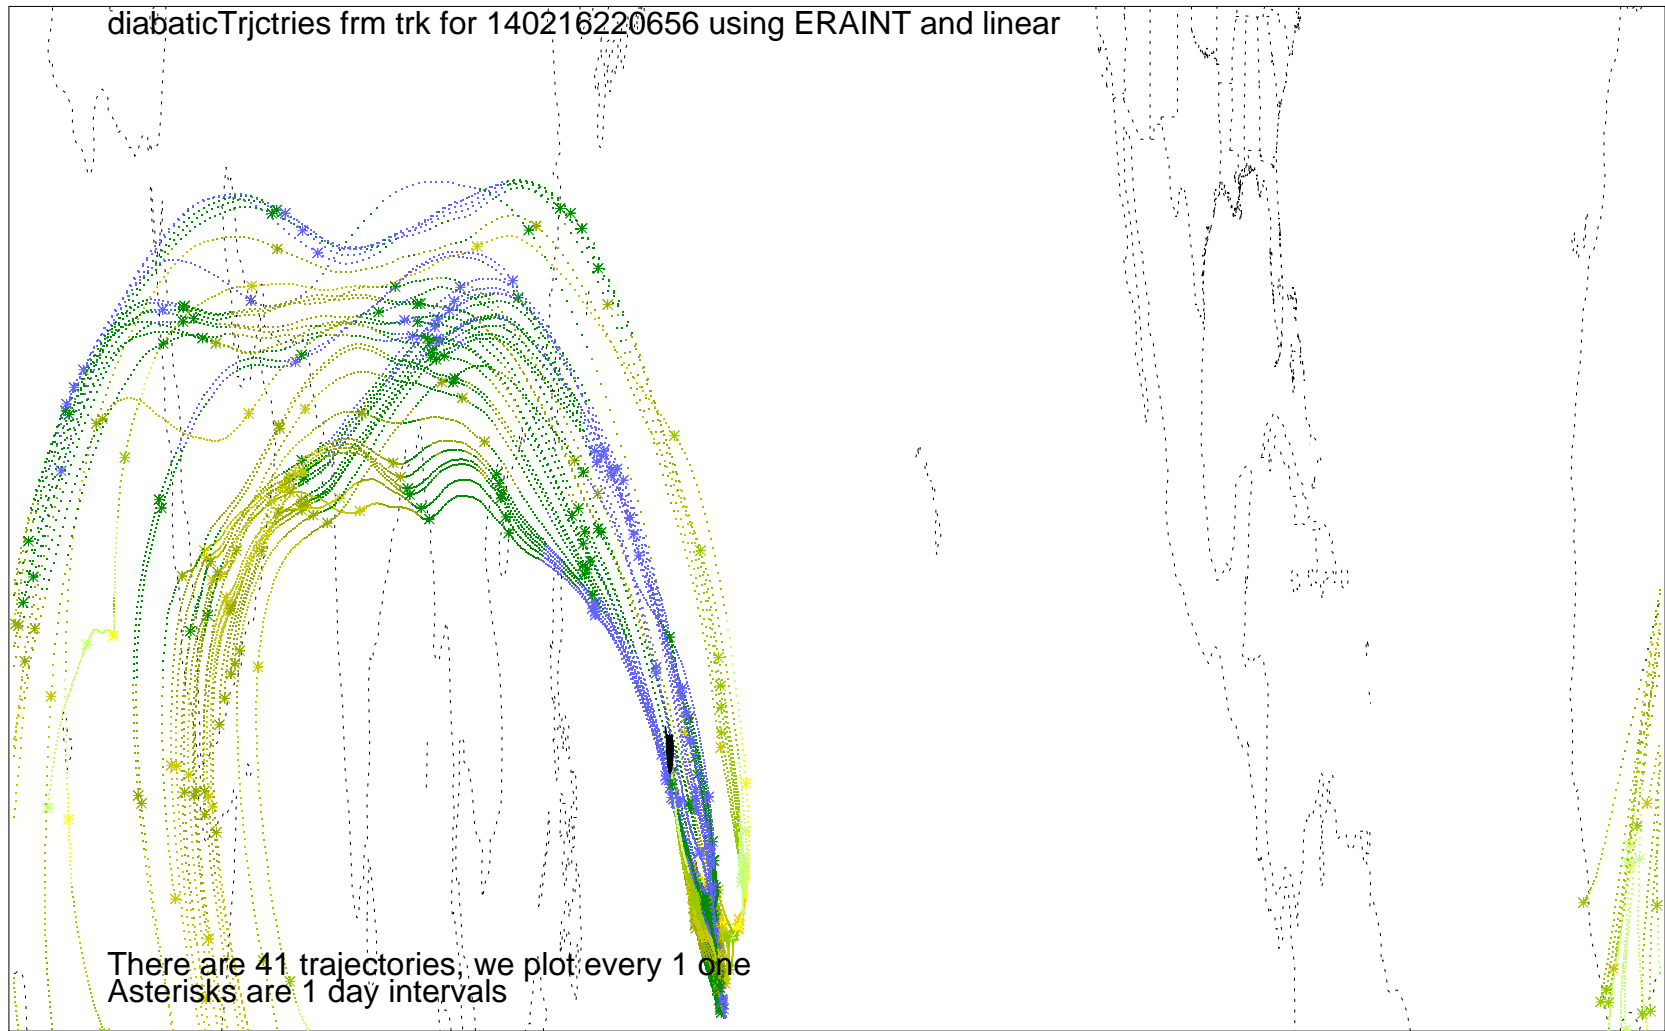 diabaticTrjctries frm trk for 140216220656 using ERAINT and linear
There are 41 trajectories, we plot every 1 one
Asterisks are 1 day intervals